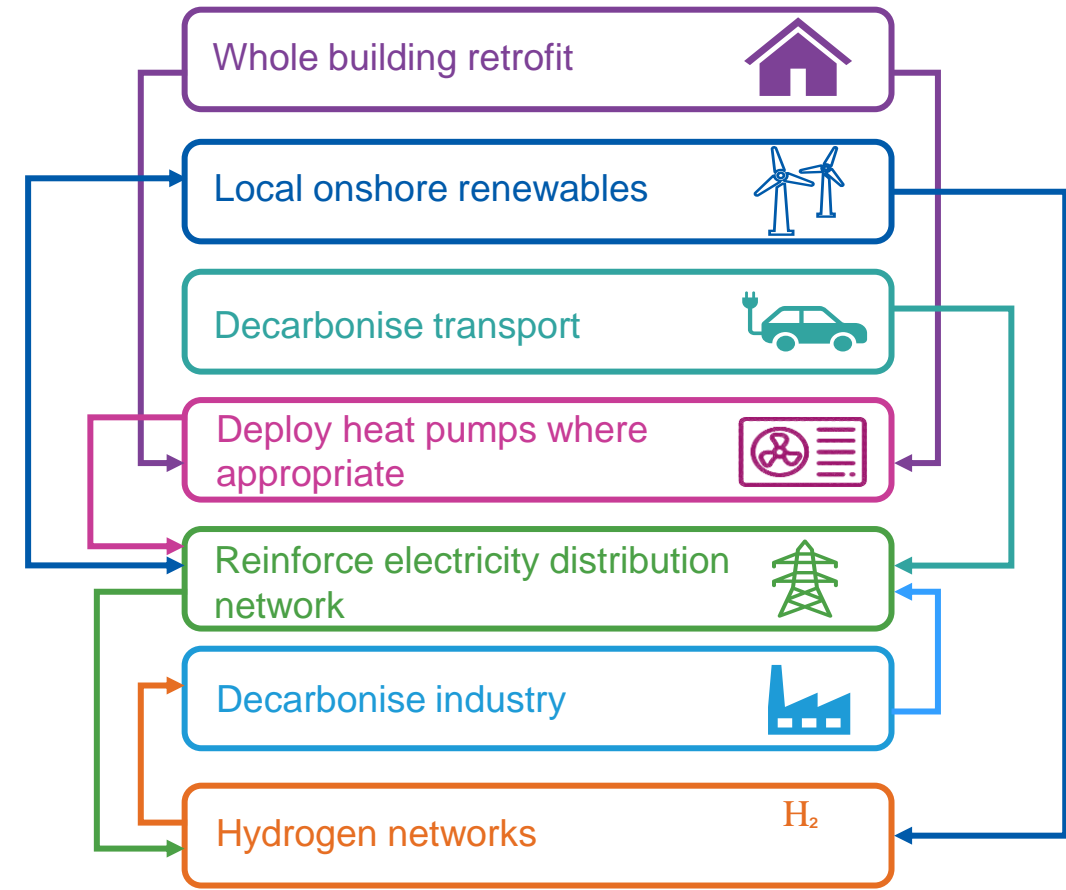 Whole building retrofit
Local onshore renewables
Decarbonise transport
Deploy heat pumps where
appropriate
Reinforce electricity distribution
network
Decarbonise industry
Hydrogen networks
H₂